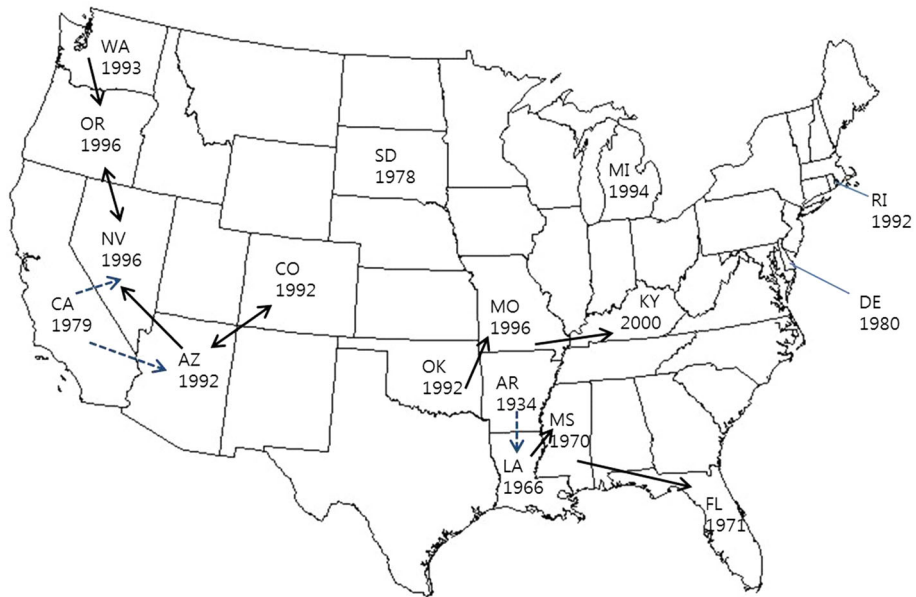 WA
1993
OR
1996
SD
1978
MI
1994
RI
1992
NV
1996
CO
1992
CA
1979
MO
1996
KY
2000
DE
1980
AZ
1992
OK
1992
AR
1934
MS
1970
LA
1966
FL
1971